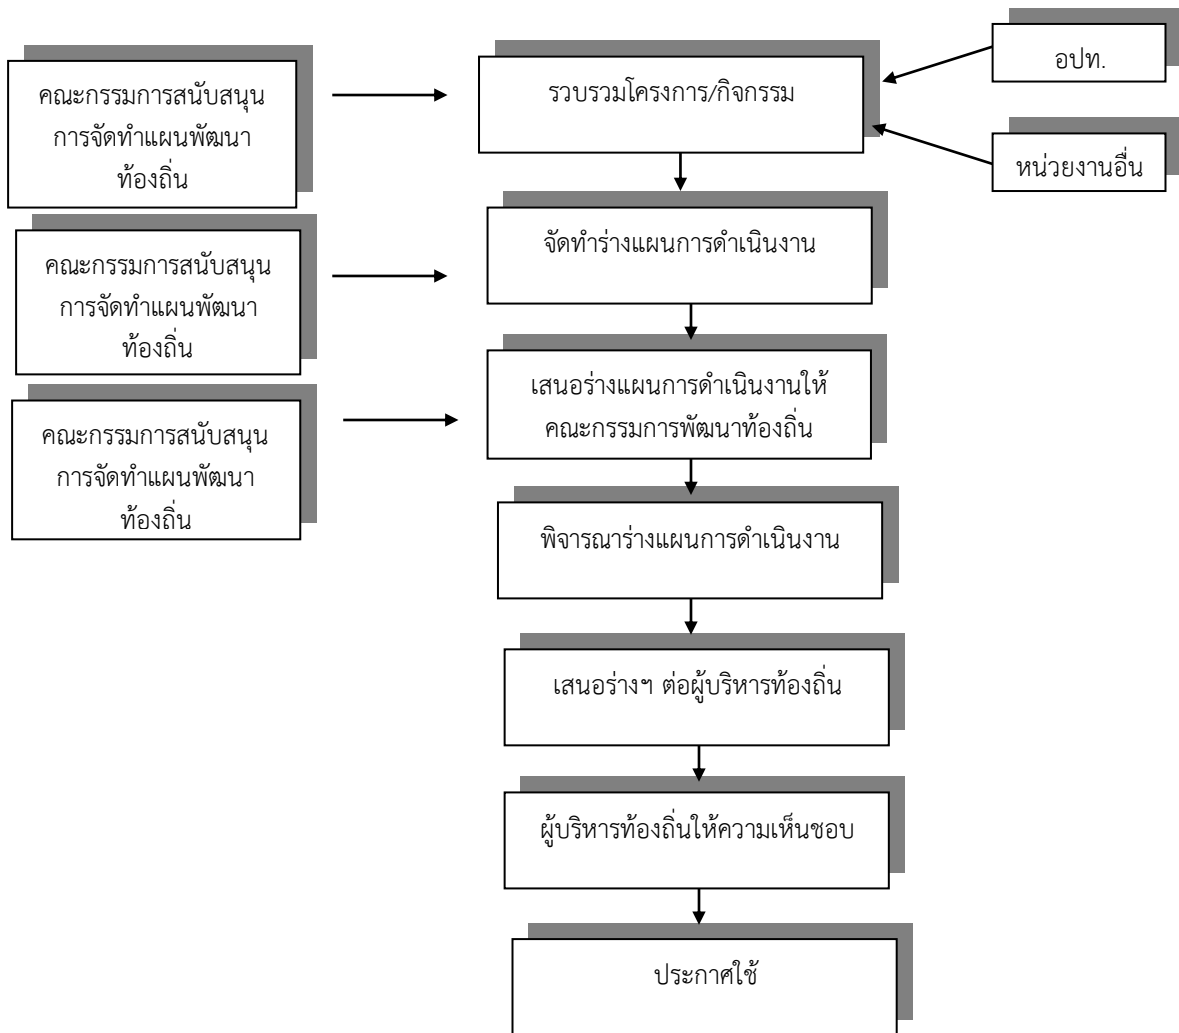 อปท.
คณะกรรมการสนับสนุน
การจัดทำแผนพัฒนา
ท้องถิ่น
รวบรวมโครงการ/กิจกรรม
หน่วยงานอื่น
คณะกรรมการสนับสนุน
การจัดทำแผนพัฒนา
ท้องถิ่น
จัดทำร่างแผนการดำเนินงาน
คณะกรรมการสนับสนุน
การจัดทำแผนพัฒนา
ท้องถิ่น
เสนอร่างแผนการดำเนินงานให้
คณะกรรมการพัฒนาท้องถิ่น
พิจารณาร่างแผนการดำเนินงาน
เสนอร่างฯ ต่อผู้บริหารท้องถิ่น
ผู้บริหารท้องถิ่นให้ความเห็นชอบ
ประกาศใช้